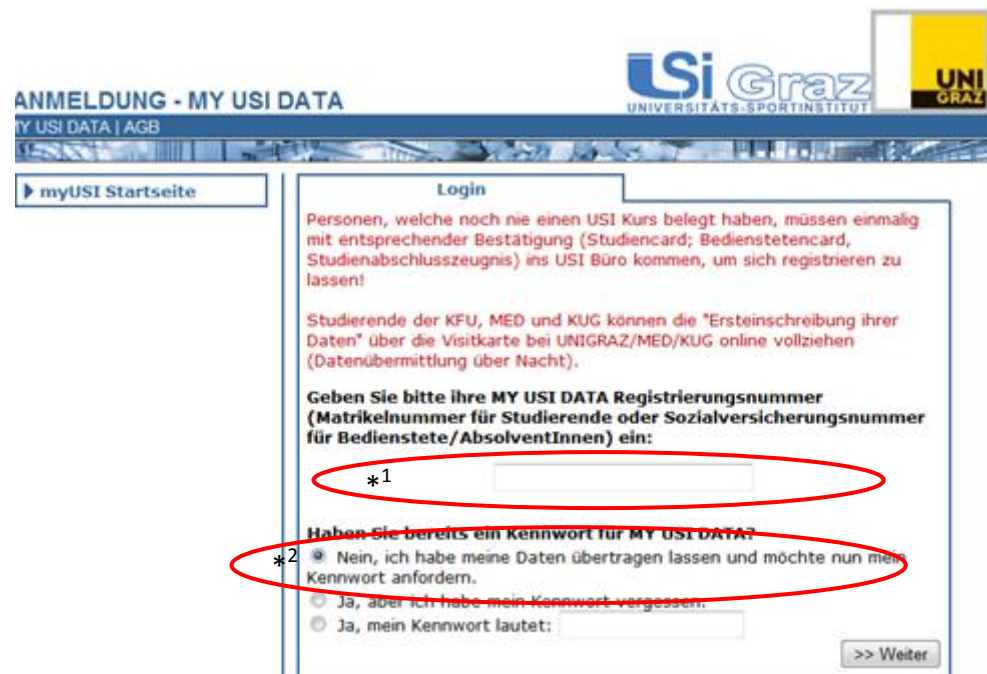 USi Graz
UNIVERSITÄTS-SPORTINSTITUT
UNI
GRAZ
ANMELDUNG - MY USI DATA
MY USI DATA | AGB
myUSI Startseite
Login
Personen, welche noch nie einen USI Kurs belegt haben, müssen einmalig
mit entsprechender Bestätigung (Studiencard; Bedienstetencard,
Studienabschlusszeugnis) ins USI Büro kommen, um sich registrieren zu
lassen!
Studierende der KFU, MED und KUG können die "Ersteinschreibung ihrer
Daten" über die Visitkarte bei UNIGRAZ/MED/KUG online vollziehen
(Datenübermittlung über Nacht).
Geben Sie bitte ihre MY USI DATA Registrierungsnummer
(Matrikelnummer für Studierende oder Sozialversicherungsnummer
für Bedienstete/AbsolventInnen) ein:
*1
Haben Sie bereits ein Kennwort für MY USI DATA?
*2 Nein, ich habe meine Daten übertragen lassen und möchte nun mein
Kennwort anfordern.
Ja, aber ich habe mein Kennwort vergessen.
Ja, mein Kennwort lautet:
>> Weiter